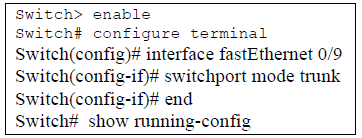 Switch> enable
Switch# configure terminal
Switch(config)# interface fastEthernet 0/9
Switch(config-if)# switchport mode trunk
Switch(config-if)# end
Switch#  show running-config